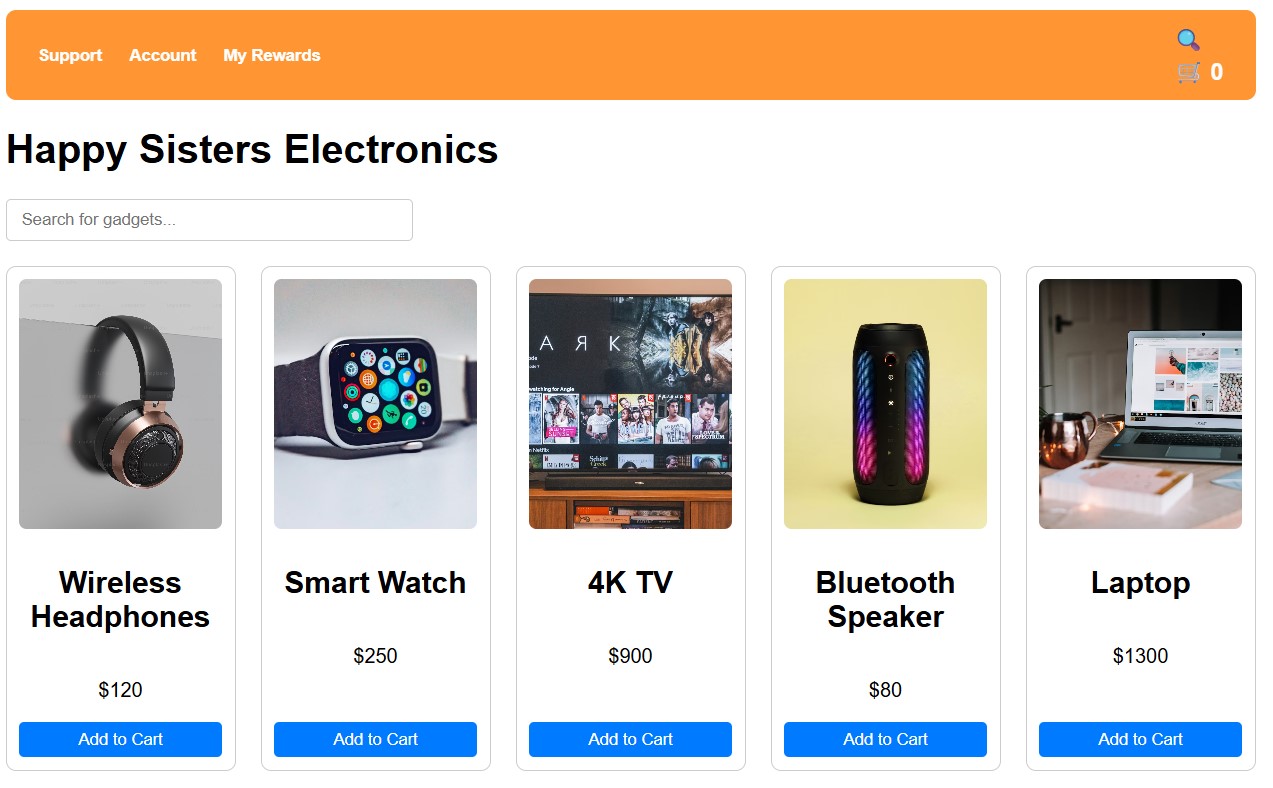 Support Account My Rewards
0
Happy Sisters Electronics
Search for gadgets...
A Я K
Wireless
Headphones
$120
Add to Cart
Smart Watch
$250
Add to Cart
4K TV
$900
Add to Cart
Bluetooth
Speaker
$80
Add to Cart
Laptop
$1300
Add to Cart